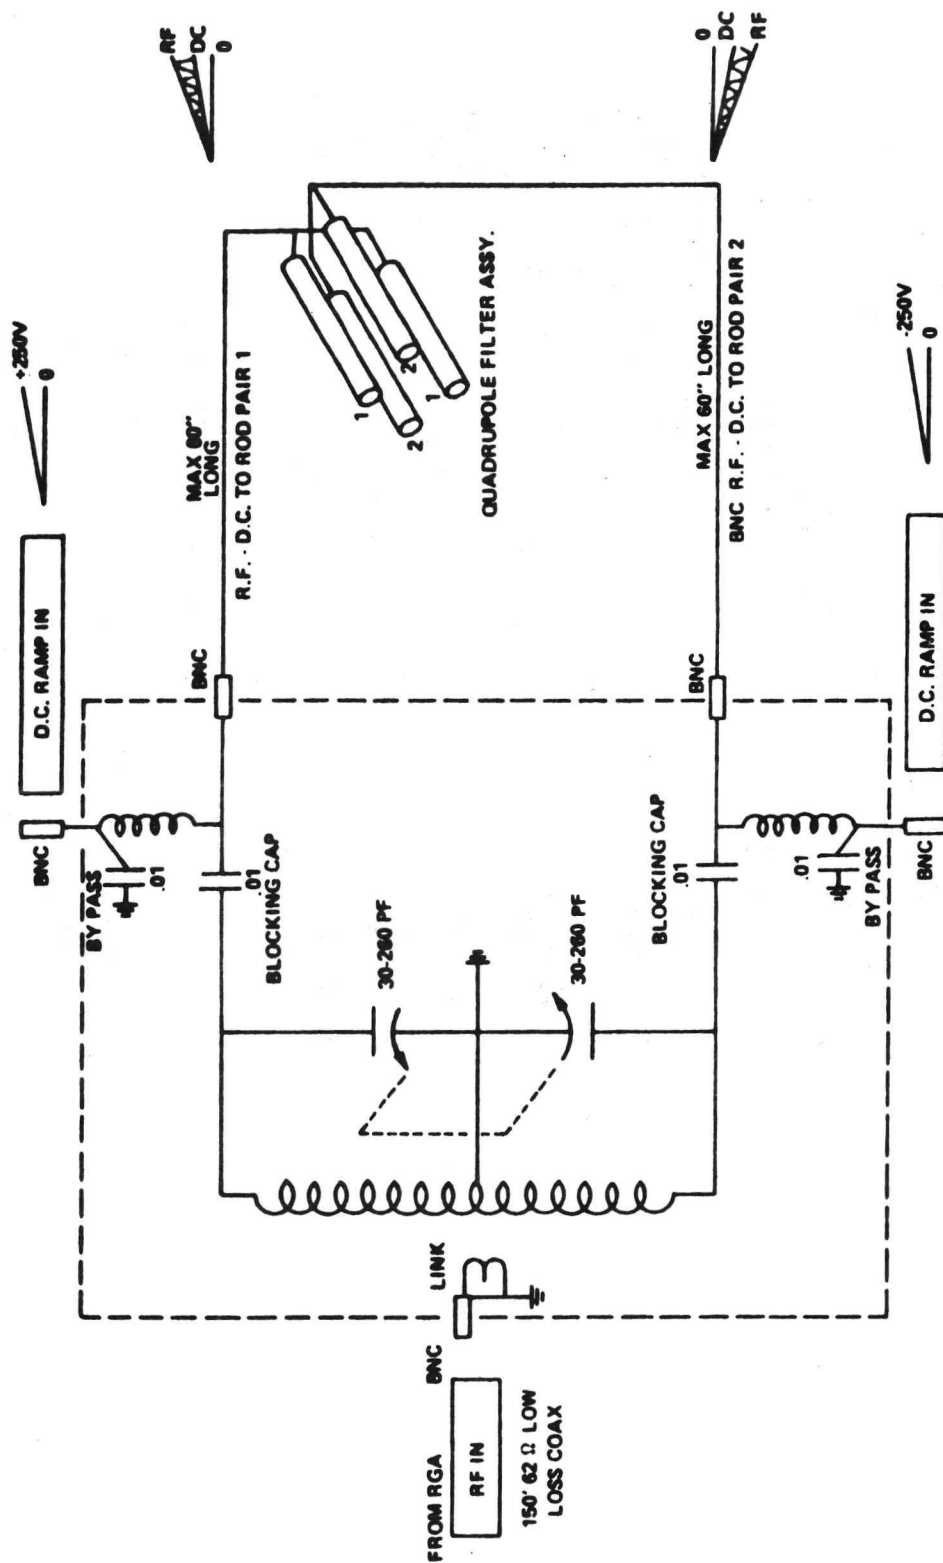 +250V
0
D.C. RAMP IN
BNC
BY PASS
.01
RF
DC
0
MAX 60"
LONG
BNC
R.F. - D.C. TO ROD PAIR 1
.01
BLOCKING CAP
30-260 PF
1
2
2
1
QUADRUPOLE FILTER ASSY.
FROM RGA
RF IN
BNC
LINK
150' 62 Ω LOW
LOSS COAX
30-260 PF
BLOCKING CAP
.01
BNC
MAX 60" LONG
BNC R.F. - D.C. TO ROD PAIR 2
0
DC
RF
.01
BY PASS
BNC
D.C. RAMP IN
-250V
0